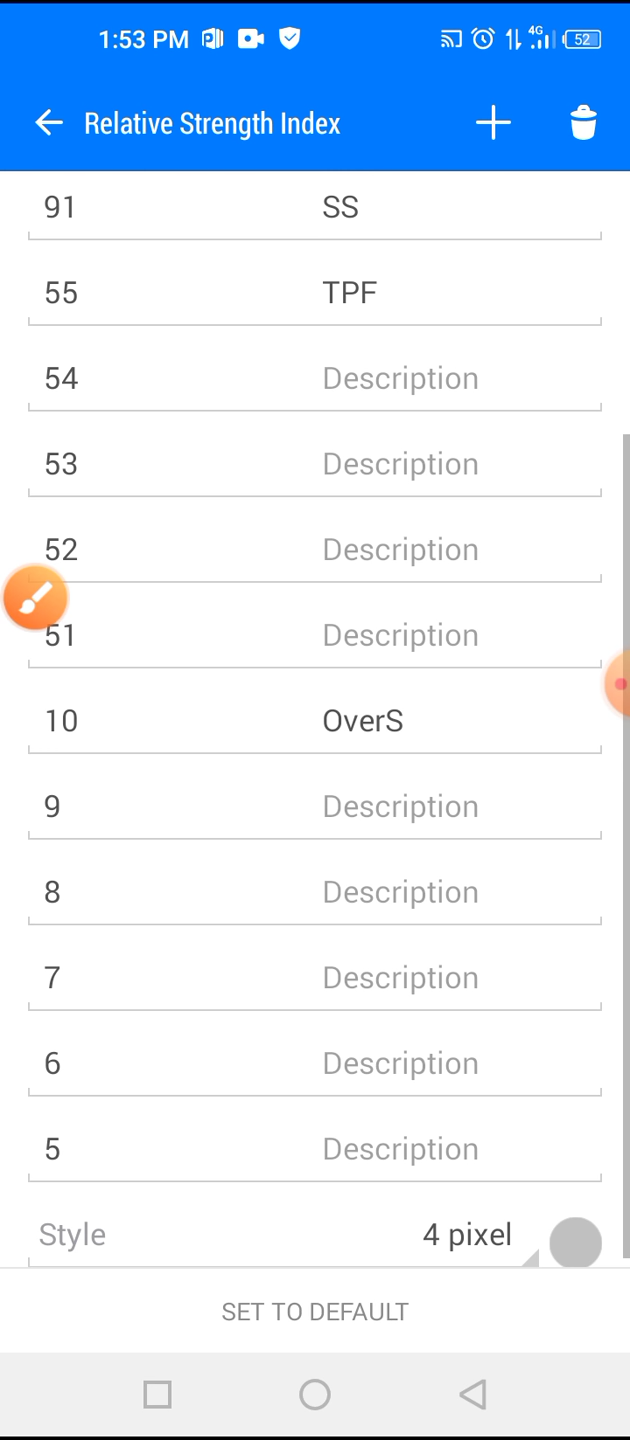 1:53 PM 4G 52
Relative Strength Index
91 SS
55 TPF
54 Description
53 Description
52 Description
51 Description
10 OverS
9 Description
8 Description
7 Description
6 Description
5 Description
Style 4 pixel
SET TO DEFAULT